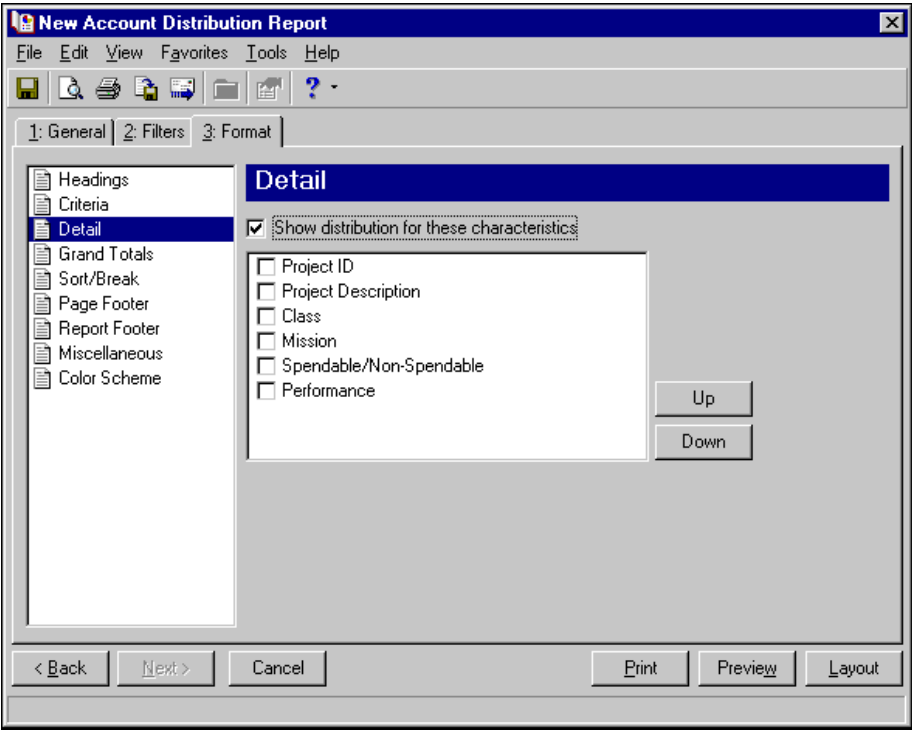 New Account Distribution Report
File Edit View Favorites Tools Help
?
1: General 2: Filters 3: Format
Headings
Criteria
Detail
Grand Totals
Sort/Break
Page Footer
Report Footer
Miscellaneous
Color Scheme
Detail
Show distribution for these characteristics
Project ID
Project Description
Class
Mission
Spendable/Non-Spendable
Performance
Up
Down
< Back Next > Cancel Print Preview Layout